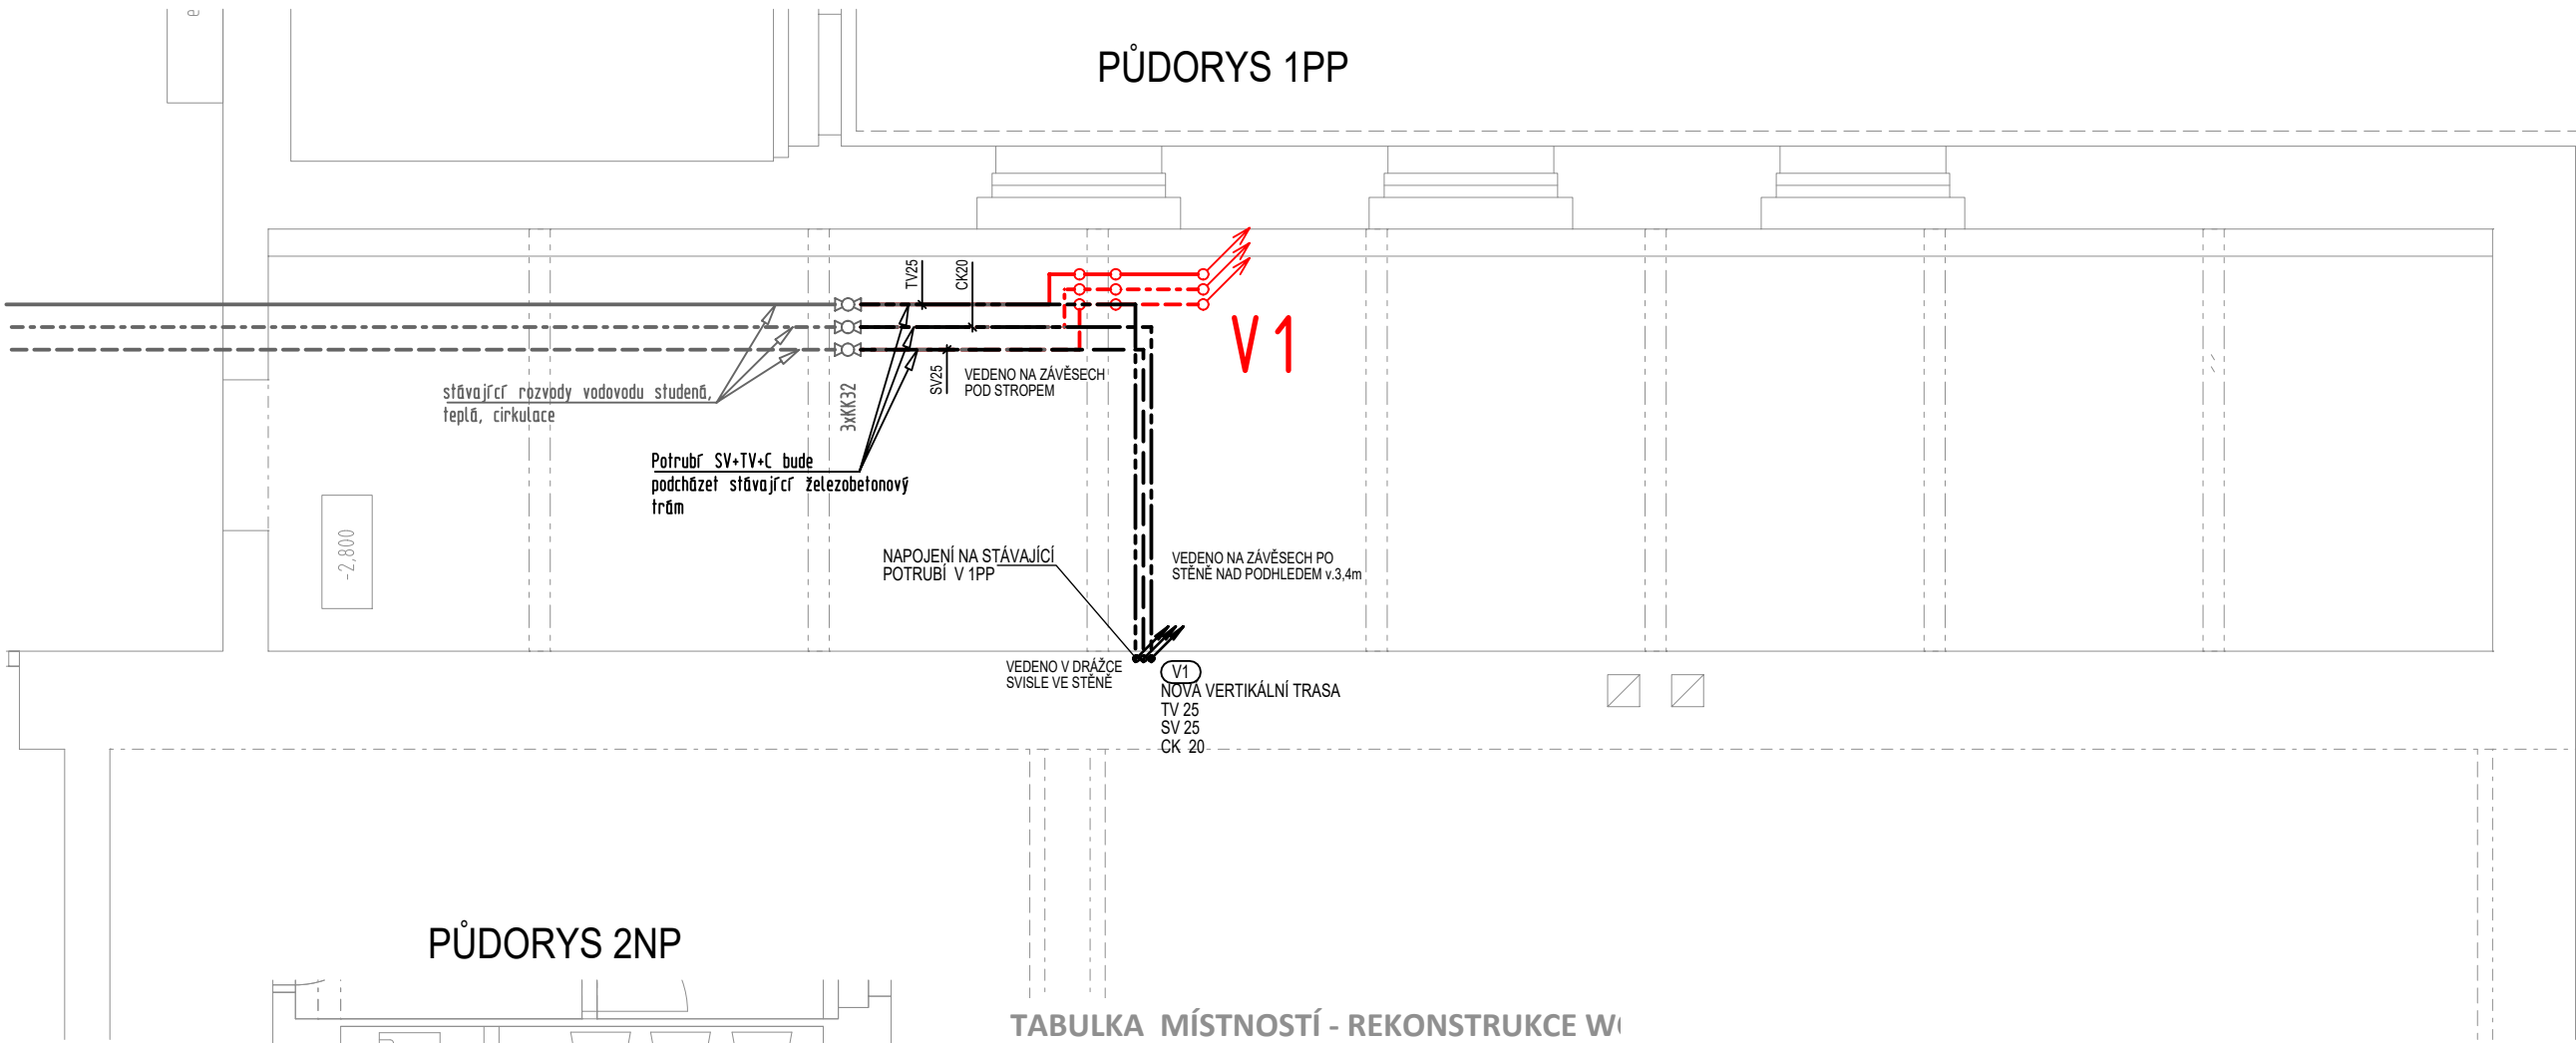 PŮDORYS 1PP
TV25
CK20
V1
SV25
VEDENO NA ZÁVĚSECH
POD STROPEM
stávající rozvody vodovodu studená,
teplá, cirkulace
3xKK32
Potrubí SV+TV+C bude
podcházet stávající železobetonový
trám
-2,800
NAPOJENÍ NA STÁVAJÍCÍ
POTRUBÍ V 1PP
VEDENO NA ZÁVĚSECH PO
STĚNĚ NAD PODHLEDEM v.3,4m
VEDENO V DRÁŽCE
SVISLE VE STĚNĚ
V1
NOVÁ VERTIKÁLNÍ TRASA
TV 25
SV 25
CK 20
PŮDORYS 2NP
TABULKA MÍSTNOSTÍ - REKONSTRUKCE